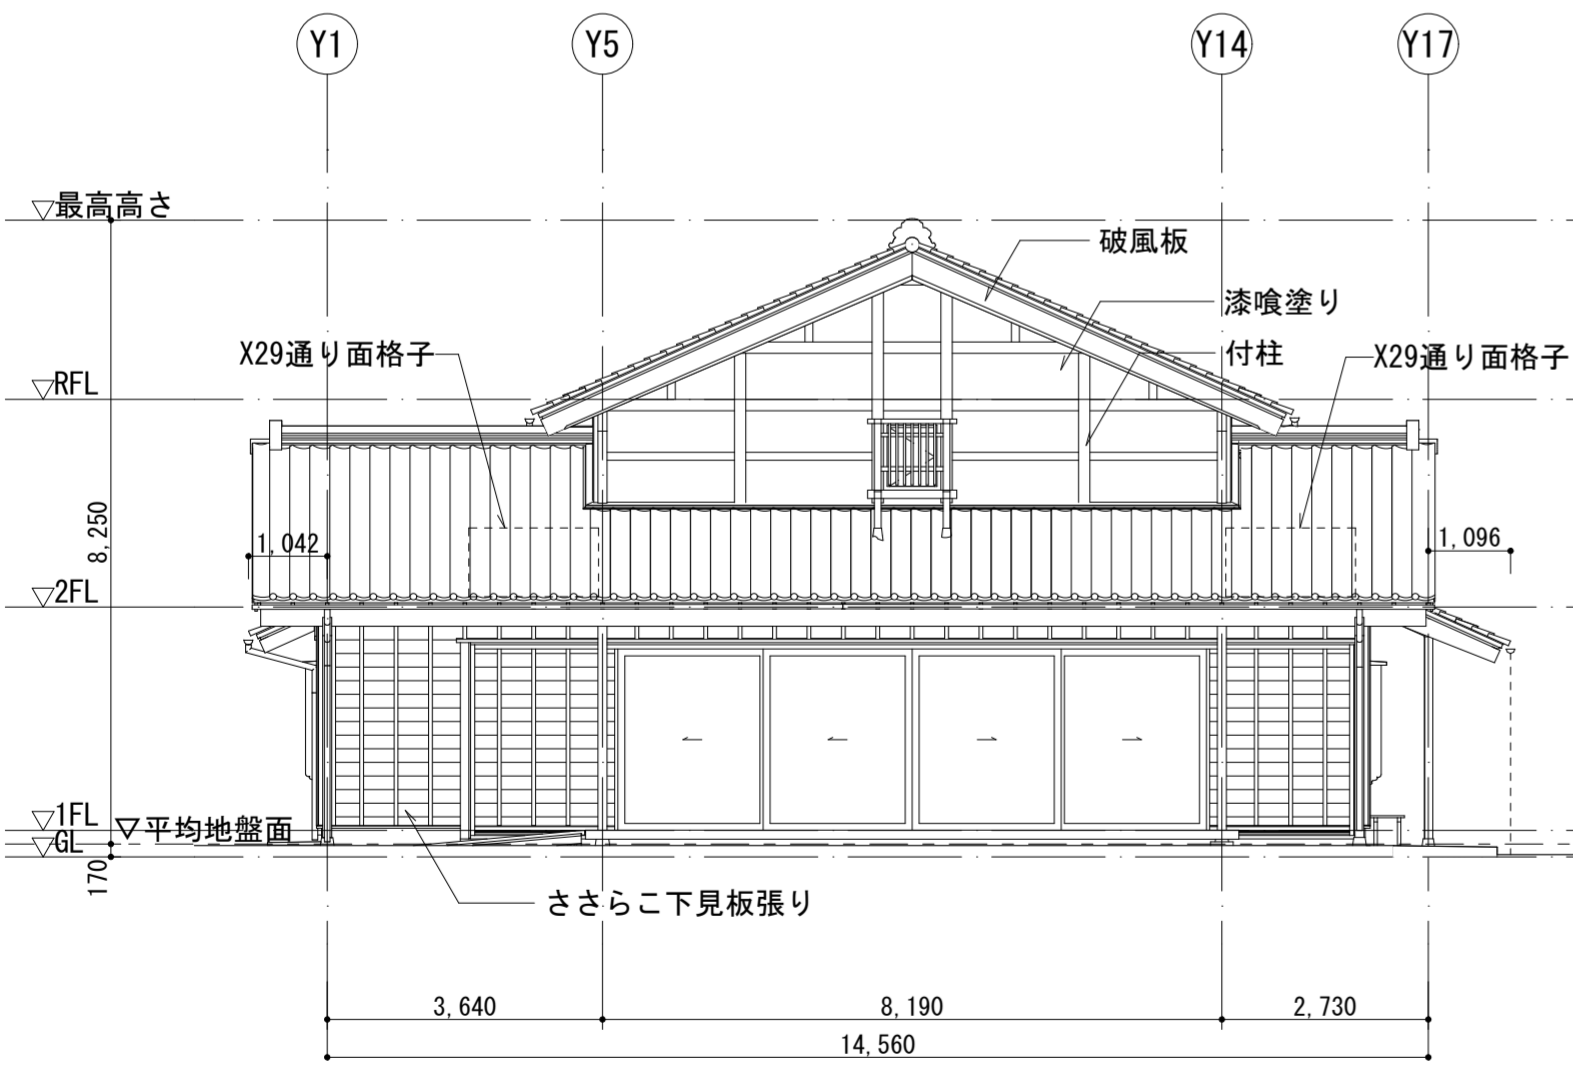 Y1
Y5
Y14
Y17
▽最高高さ
破風板
漆喰塗り
X29通り面格子
付柱
X29通り面格子
▽RFL
8,250
1,042
1,096
▽2FL
▽1FL
▽平均地盤面
▽GL
170
ささらこ下見板張り
3,640
8,190
2,730
14,560